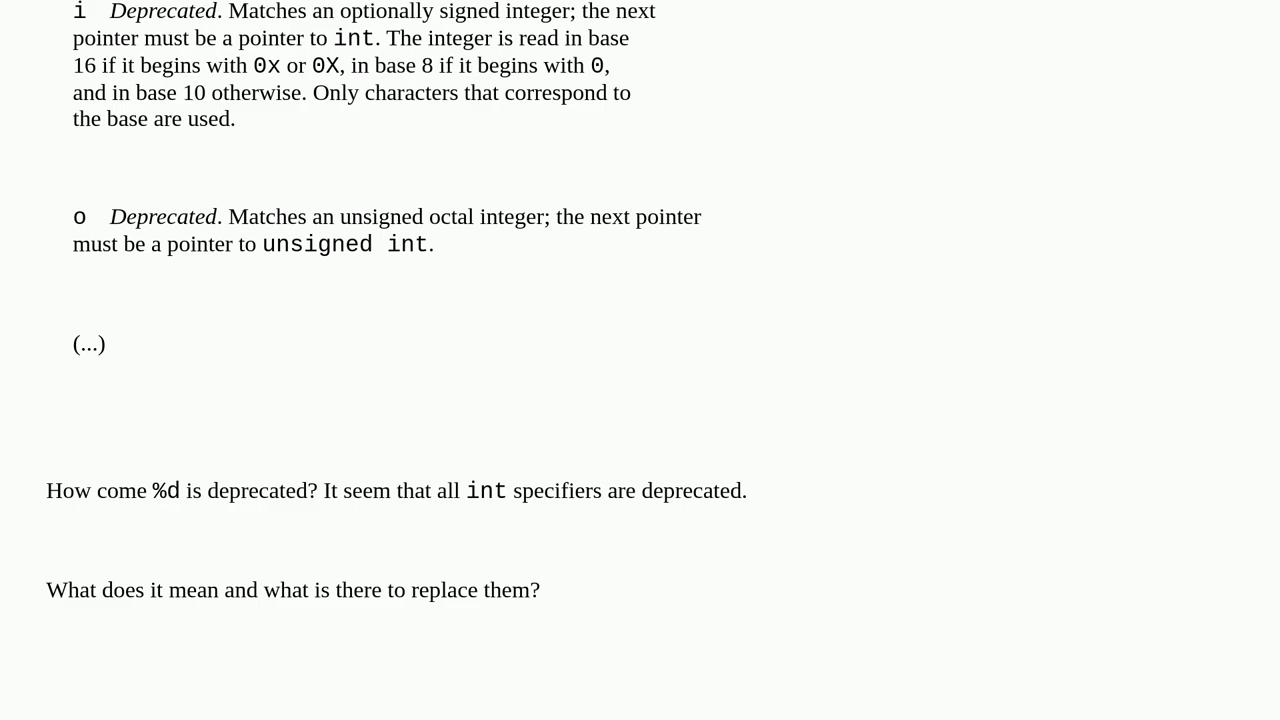 i Deprecated. Matches an optionally signed integer; the next
pointer must be a pointer to int. The integer is read in base
16 if it begins with 0x or 0X, in base 8 if it begins with 0,
and in base 10 otherwise. Only characters that correspond to
the base are used.
o Deprecated. Matches an unsigned octal integer; the next pointer
must be a pointer to unsigned int.
(...)
How come %d is deprecated? It seem that all int specifiers are deprecated.
What does it mean and what is there to replace them?